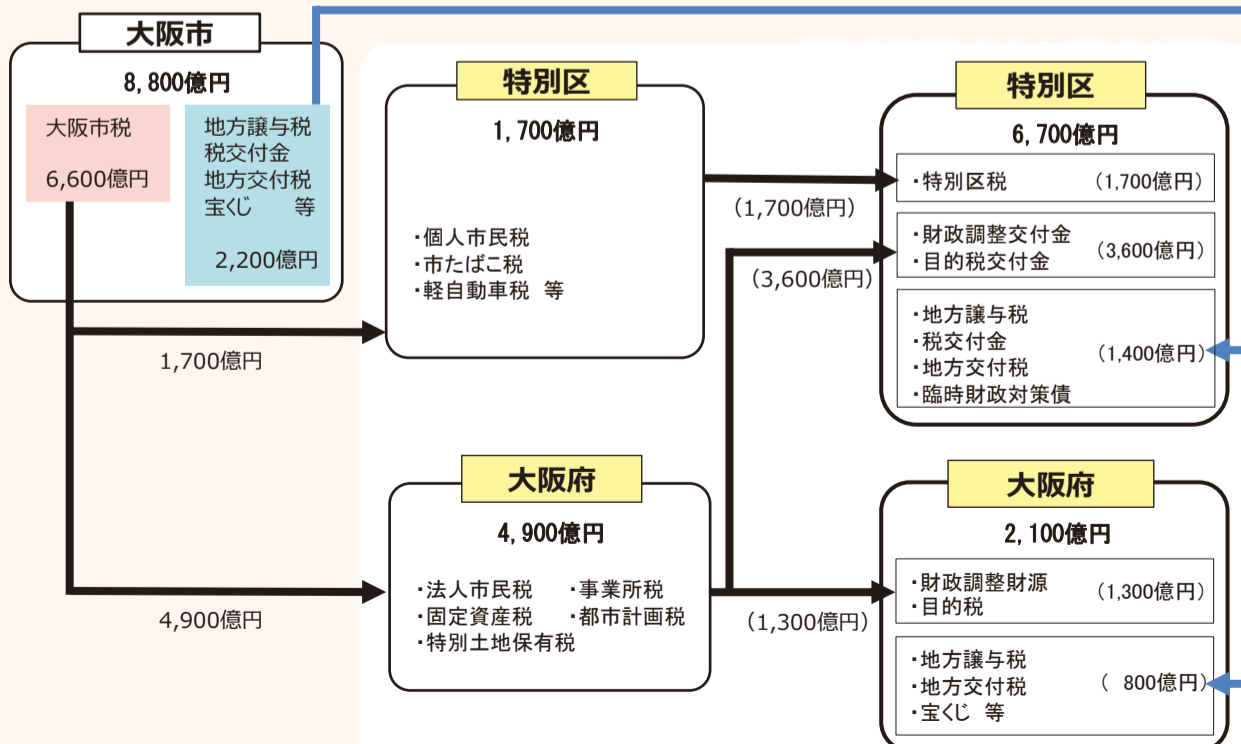 大阪市
8,800億円
大阪市税
6,600億円
地方譲与税
税交付金
地方交付税
宝くじ　等
2,200億円
1,700億円
4,900億円
特別区
1,700億円
・個人市民税
・市たばこ税
・軽自動車税 等
大阪府
4,900億円
・法人市民税 ・事業所税
・固定資産税 ・都市計画税
・特別土地保有税
(1,700億円)
(3,600億円)
(1,300億円)
特別区
6,700億円
・特別区税 (1,700億円)
・財政調整交付金
・目的税交付金
(3,600億円)
・地方譲与税
・税交付金
・地方交付税
・臨時財政対策債
(1,400億円)
大阪府
2,100億円
・財政調整財源
・目的税
(1,300億円)
・地方譲与税
・地方交付税
・宝くじ 等
( 800億円)